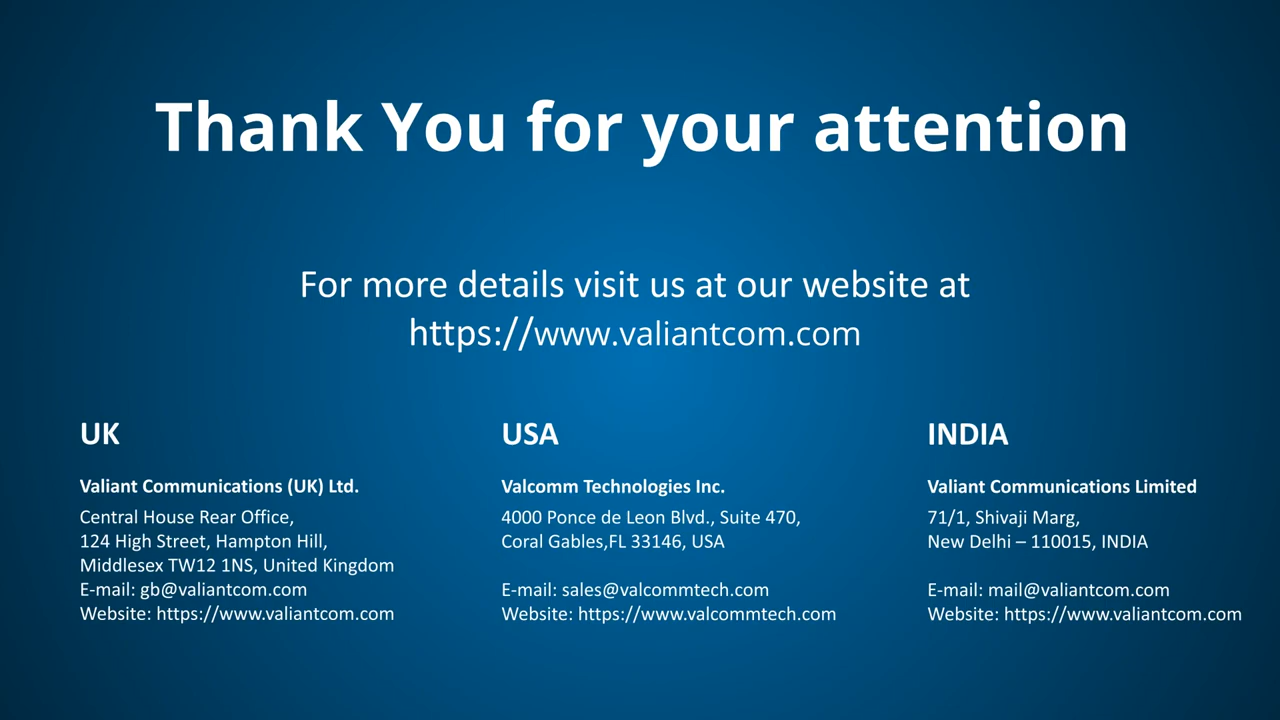 Thank You for your attention
For more details visit us at our website at
https://www.valiantcom.com
UK
Valiant Communications (UK) Ltd.
Central House Rear Office,
124 High Street, Hampton Hill,
Middlesex TW12 1NS, United Kingdom
E-mail: gb@valiantcom.com
Website: https://www.valiantcom.com
USA
Valcomm Technologies Inc.
4000 Ponce de Leon Blvd., Suite 470,
Coral Gables,FL 33146, USA
E-mail: sales@valcommtech.com
Website: https://www.valcommtech.com
INDIA
Valiant Communications Limited
71/1, Shivaji Marg,
New Delhi – 110015, INDIA
E-mail: mail@valiantcom.com
Website: https://www.valiantcom.com